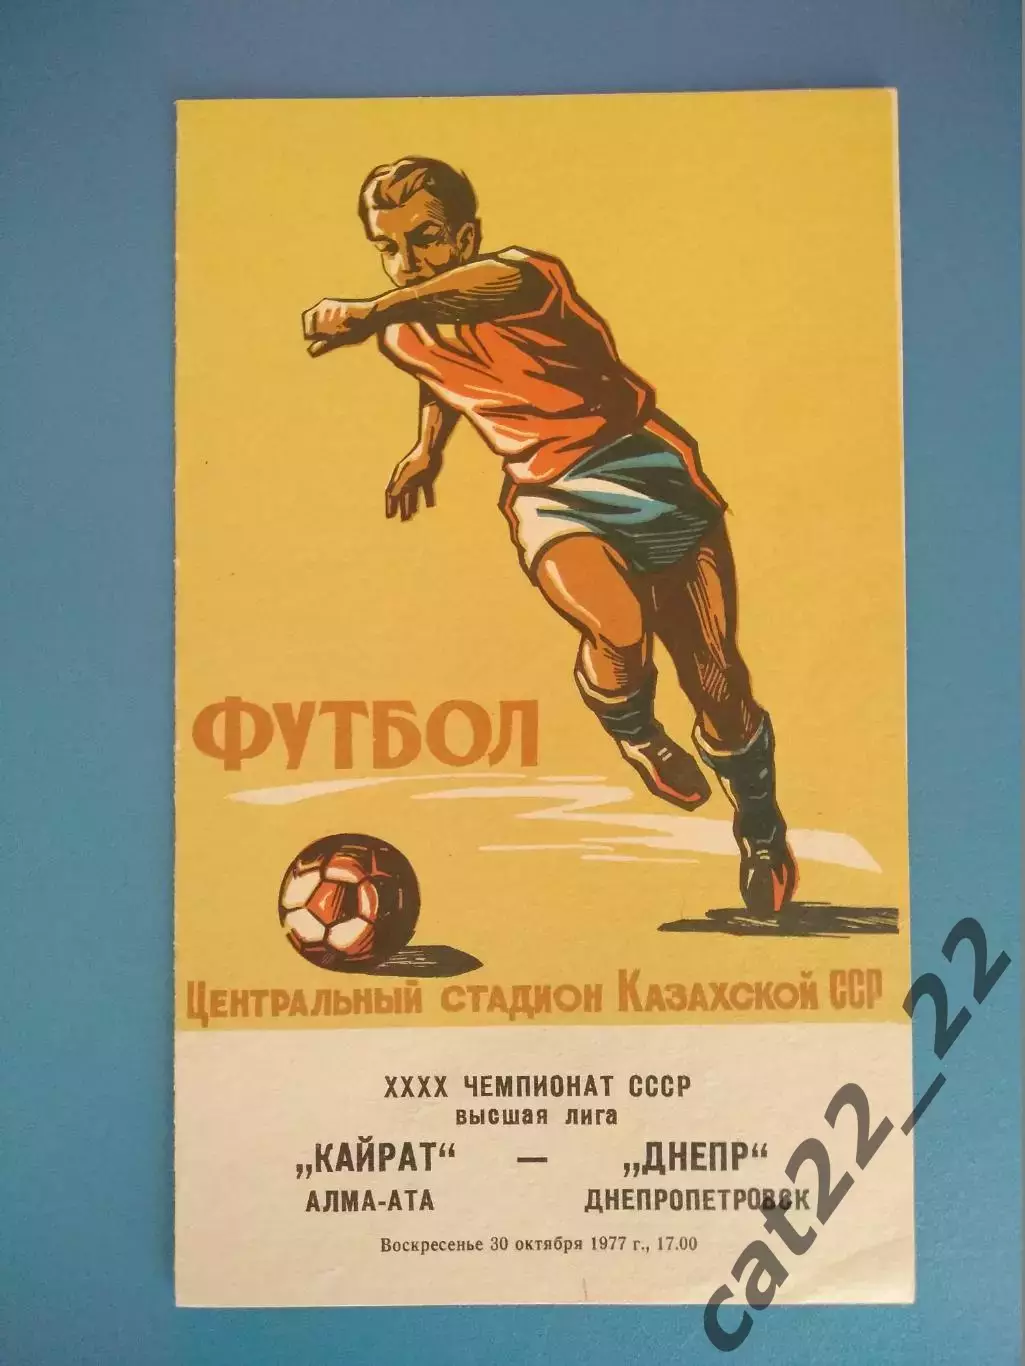 ФУТБОЛ
ЦЕНТРАЛЬНЫЙ СТАДИОН КАЗАХСКОЙ ССР
XXXX ЧЕМПИОНАТ СССР
ВЫСШАЯ ЛИГА
„КАЙРАТ“ — „ДНЕПР“
АЛМА-АТА ДНЕПРОПЕТРОВСК
Воскресенье 30 октября 1977 г., 17.00
cat22_22